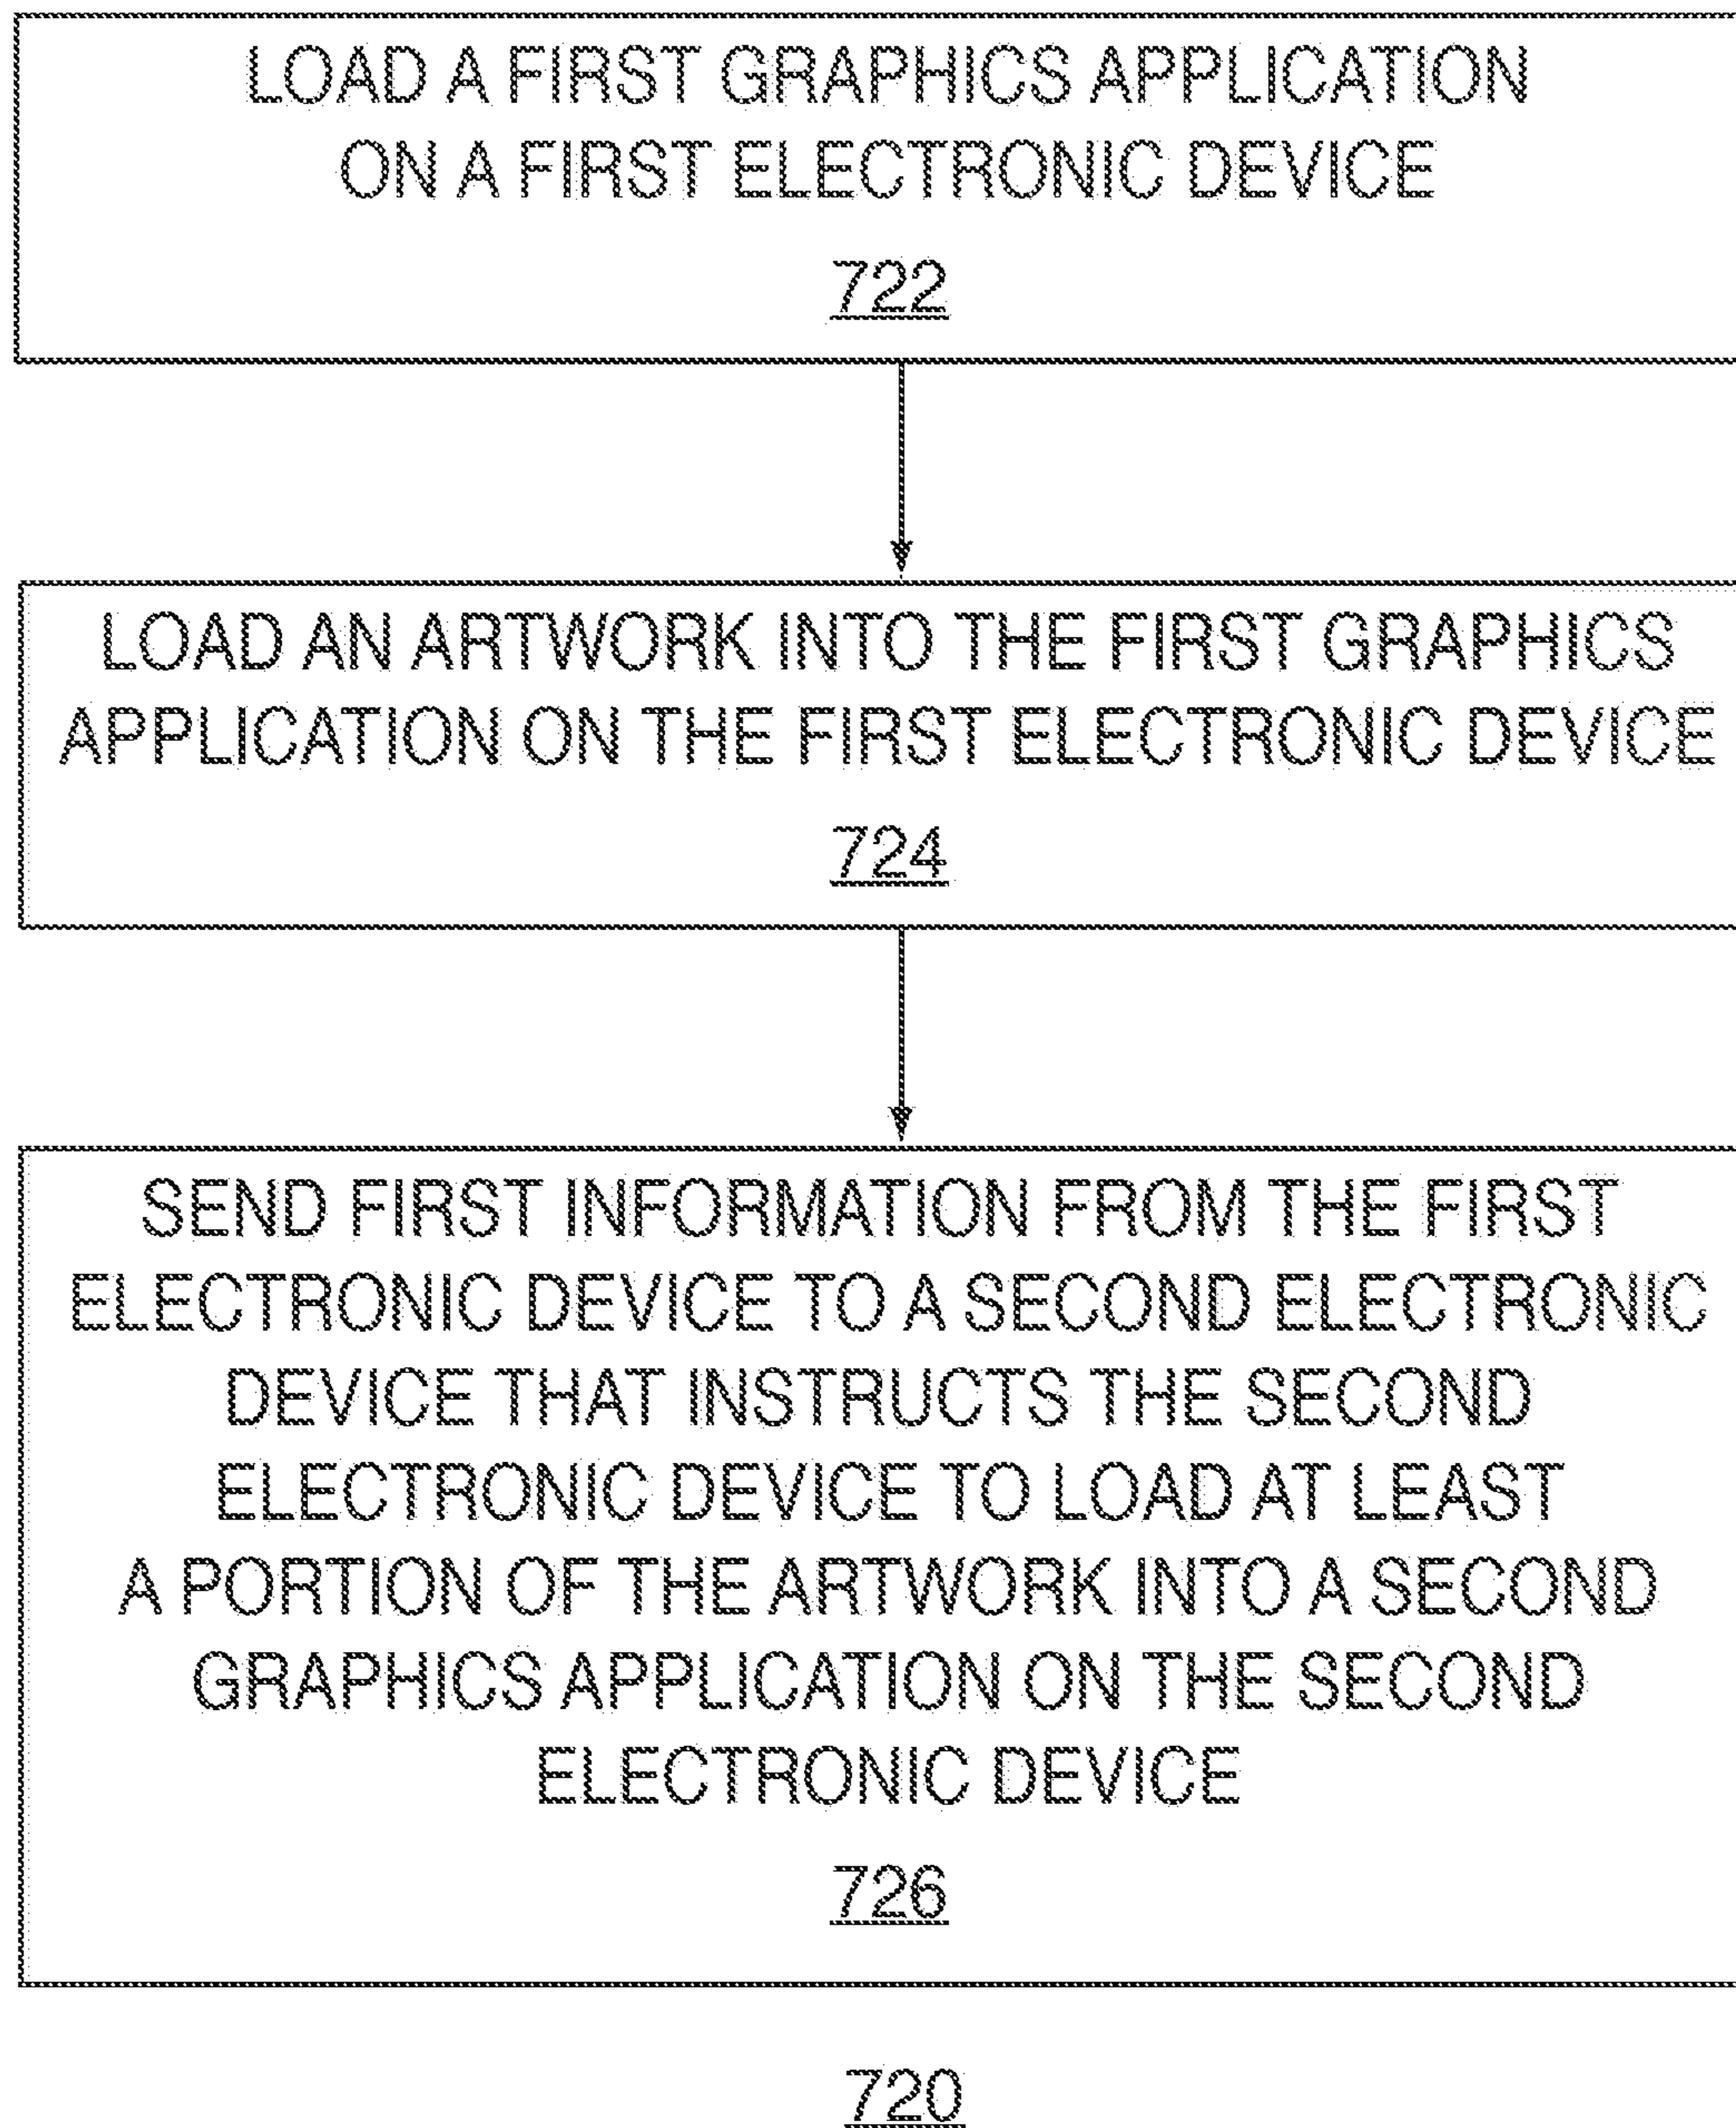 LOAD A FIRST GRAPHICS APPLICATION
ON A FIRST ELECTRONIC DEVICE
722
LOAD AN ARTWORK INTO THE FIRST GRAPHICS
APPLICATION ON THE FIRST ELECTRONIC DEVICE
724
SEND FIRST INFORMATION FROM THE FIRST
ELECTRONIC DEVICE TO A SECOND ELECTRONIC
DEVICE THAT INSTRUCTS THE SECOND
ELECTRONIC DEVICE TO LOAD AT LEAST
A PORTION OF THE ARTWORK INTO A SECOND
GRAPHICS APPLICATION ON THE SECOND
ELECTRONIC DEVICE
726
720